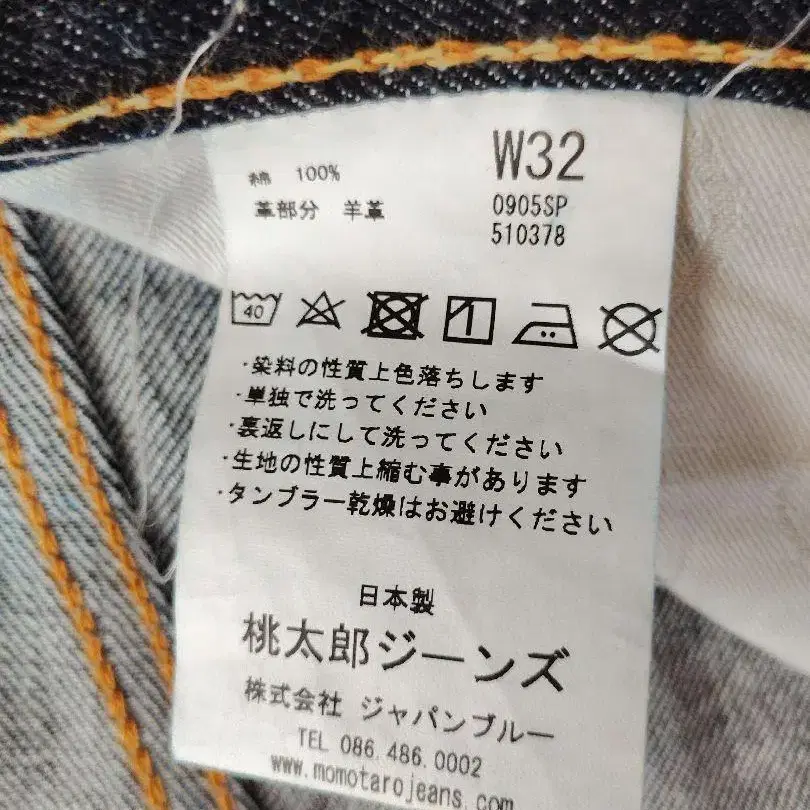 綿 100%
革部分 羊革
W32
0905SP
510378
40
・染料の性質上色落ちします
・単独で洗ってください
・裏返しにして洗ってください
・生地の性質上縮む事があります
・タンブラー乾燥はお避けください
日本製
桃太郎ジーンズ
株式会社 ジャパンブルー
TEL 086.486.0002
www.momotarojeans.com